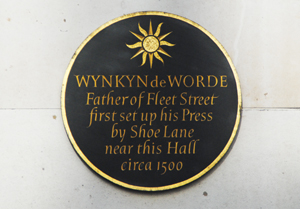 WYNKYN de WORDE
Father of Fleet Street
first set up his Press
by Shoe Lane
near this Hall
circa 1500